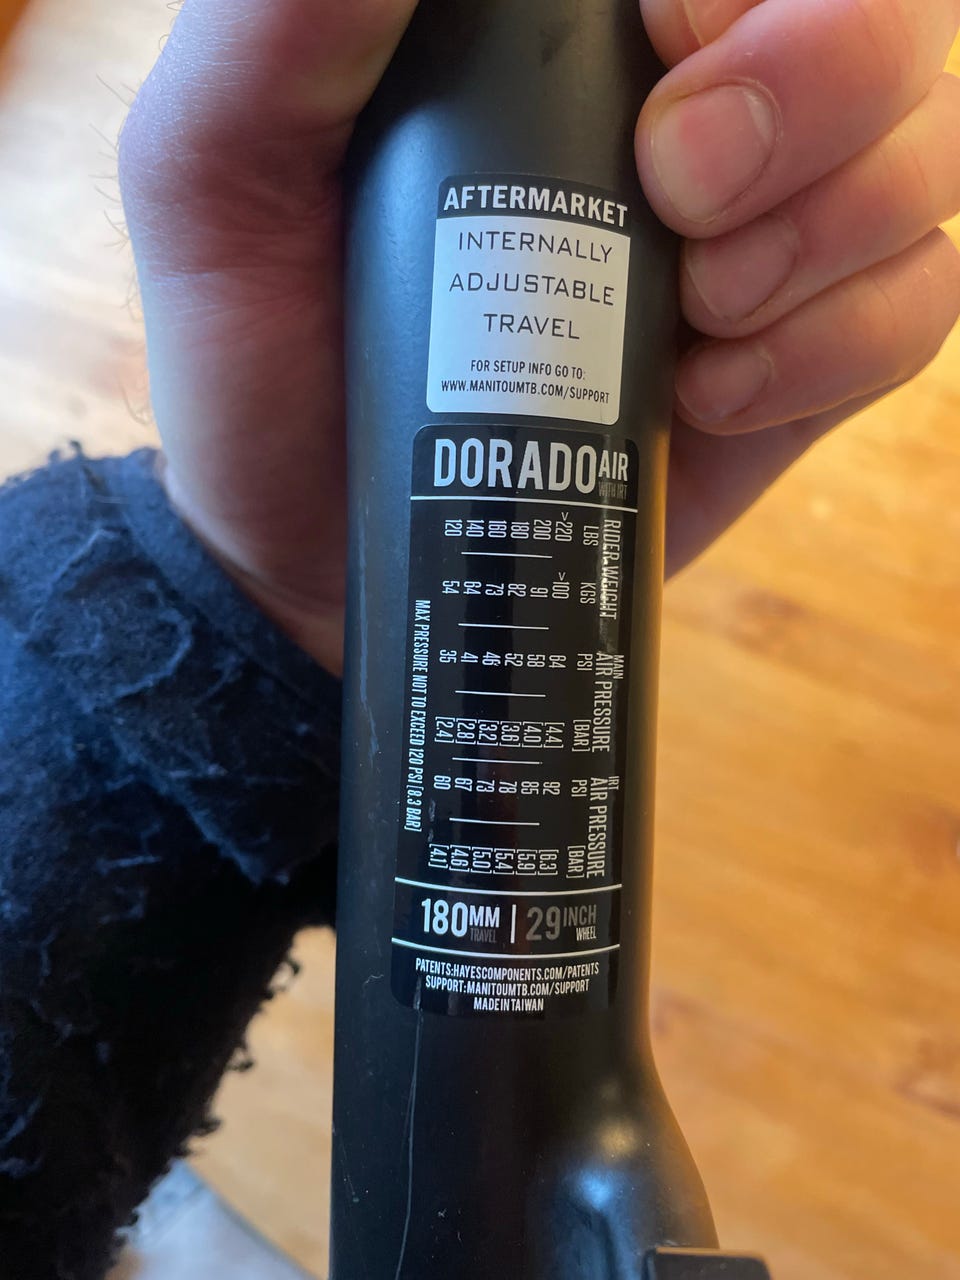 AFTERMARKET
INTERNALLY
ADJUSTABLE
TRAVEL
FOR SETUP INFO GO TO:
WWW.MANITOUMTB.COM/SUPPORT
DORADO AIR
WITH IRT
MAIN IRT
RIDER WEIGHT AIR PRESSURE AIR PRESSURE
LBS KGS PSI [BAR] PSI [BAR]
>220 >100 64 [4.4] 92 [6.3]
200 91 58 [4.0] 85 [5.9]
180 82 52 [3.6] 78 [5.4]
160 73 46 [3.2] 73 [5.0]
140 64 41 [2.8] 67 [4.6]
120 54 35 [2.4] 60 [4.1]
MAX PRESSURE NOT TO EXCEED 120 PSI [8.3 BAR]
180MM TRAVEL | 29 INCH WHEEL
PATENTS:HAYESCOMPONENTS.COM/PATENTS
SUPPORT:MANITOUMTB.COM/SUPPORT
MADE IN TAIWAN